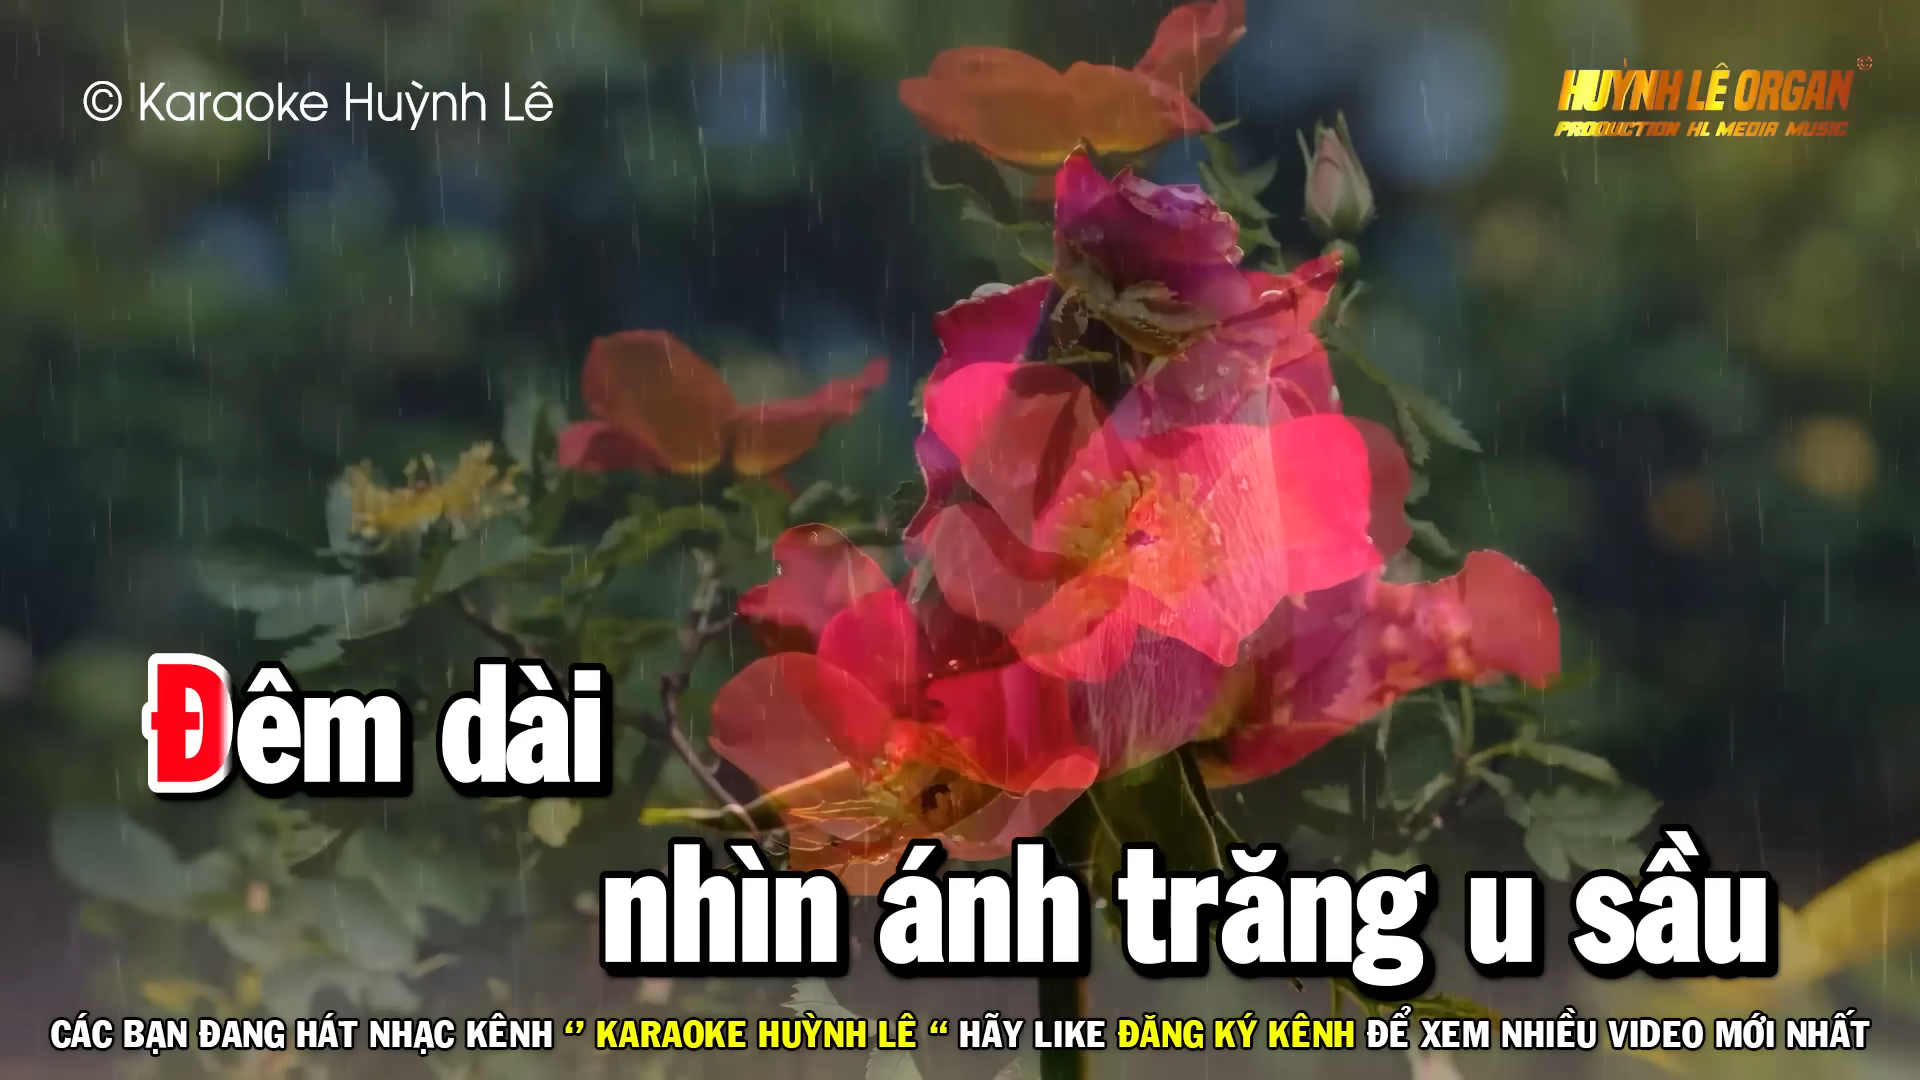 © Karaoke Huỳnh Lê
HUỲNH LÊ ORGAN ©
PRODUCTION HL MEDIA MUSIC
Đêm dài
nhìn ánh trăng u sầu
CÁC BẠN ĐANG HÁT NHẠC KÊNH “ KARAOKE HUỲNH LÊ “ HÃY LIKE ĐĂNG KÝ KÊNH ĐỂ XEM NHIỀU VIDEO MỚI NHẤT